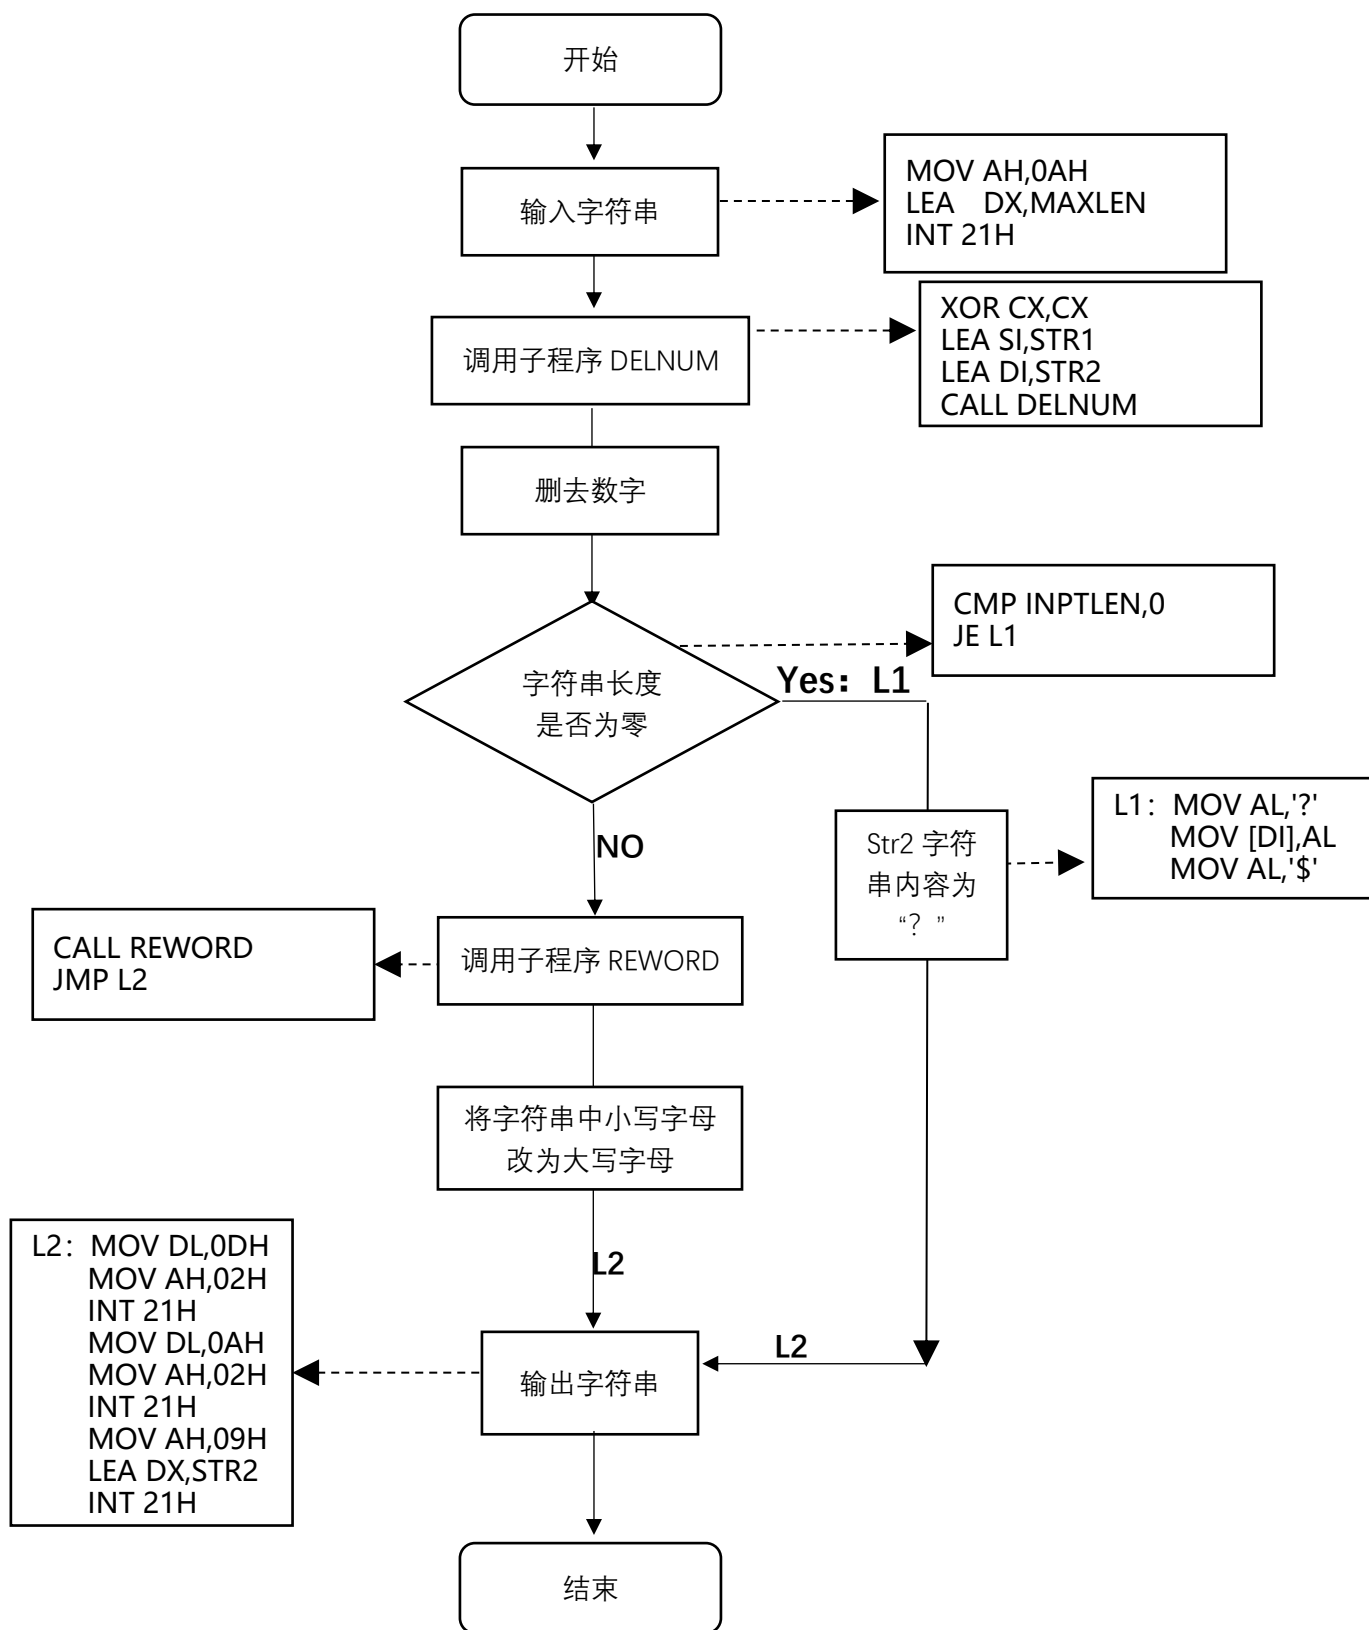 开始
输入字符串
MOV AH,0AH
LEA DX,MAXLEN
INT 21H
调用子程序 DELNUM
XOR CX,CX
LEA SI,STR1
LEA DI,STR2
CALL DELNUM
删去数字
CMP INPTLEN,0
JE L1
字符串长度
是否为零
Yes：L1
L1：MOV AL,'?'
MOV [DI],AL
MOV AL,'$'
Str2 字符
串内容为
“？”
NO
CALL REWORD
JMP L2
调用子程序 REWORD
将字符串中小写字母
改为大写字母
L2：MOV DL,0DH
MOV AH,02H
INT 21H
MOV DL,0AH
MOV AH,02H
INT 21H
MOV AH,09H
LEA DX,STR2
INT 21H
L2
L2
输出字符串
结束